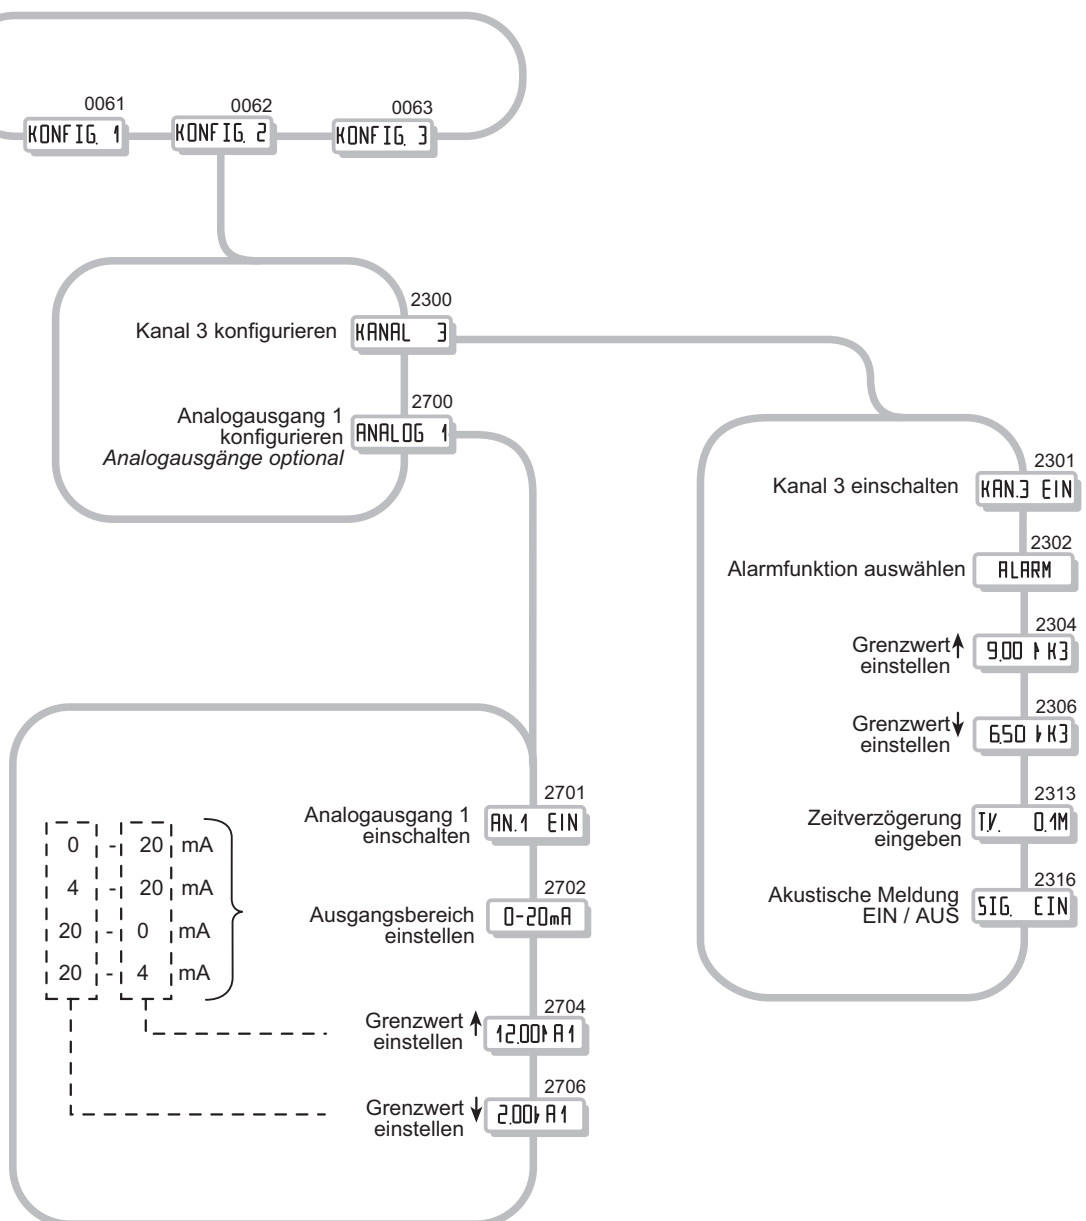 0061
0062
0063
KONFIG. 1
KONFIG. 2
KONFIG. 3
2300
Kanal 3 konfigurieren
KANAL 3
2700
Analogausgang 1
konfigurieren
Analogausgänge optional
ANALOG 1
2301
Kanal 3 einschalten
KAN.3 EIN
2302
Alarmfunktion auswählen
ALARM
2304
Grenzwert↑
einstellen
9.00 ↑ K3
2306
Grenzwert↓
einstellen
6.50 ↓ K3
2313
Zeitverzögerung
eingeben
T.V. 0.1M
2316
Akustische Meldung
EIN / AUS
SIG. EIN
2701
Analogausgang 1
einschalten
AN.1 EIN
2702
Ausgangsbereich
einstellen
0-20mA
0 - 20 mA
4 - 20 mA
20 - 0 mA
20 - 4 mA
2704
Grenzwert ↑
einstellen
12.00↑ A1
2706
Grenzwert ↓
einstellen
2.00↓ A1